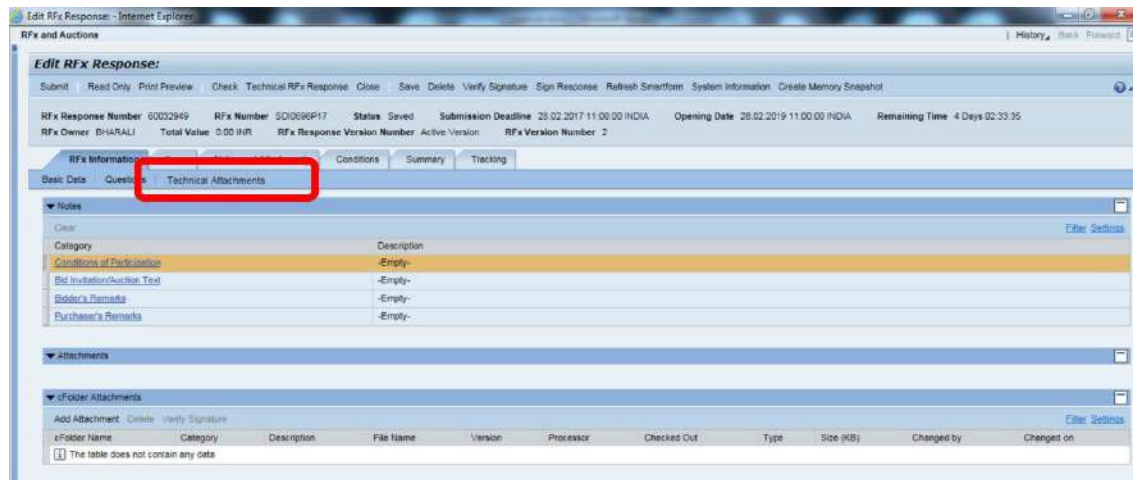 Edit RFx Response: - Internet Explorer
RFx and Auctions
History Back Forward
Edit RFx Response:
Submit Read Only Print Preview Check Technical RFx Response Close Save Delete Verify Signature Sign Response Refresh Smartform System Information Create Memory Snapshot
RFx Response Number 60032949 RFx Number SDI0696P17 Status Saved Submission Deadline 28.02.2017 11:00:00 INDIA Opening Date 28.02.2019 11:00:00 INDIA Remaining Time 4 Days 02:33:35
RFx Owner BHARALI Total Value 0.00 INR RFx Response Version Number Active Version RFx Version Number 2
RFx Information Conditions Summary Tracking
Basic Data Questions Technical Attachments
Notes
Clear Filter Settings
Category Description
Conditions of Participation -Empty-
Bid Invitation/Auction Text -Empty-
Bidder's Remarks -Empty-
Purchaser's Remarks -Empty-
Attachments
cFolder Attachments
Add Attachment Delete Verify Signature Filter Settings
cFolder Name Category Description File Name Version Processor Checked Out Type Size (KB) Changed by Changed on
The table does not contain any data